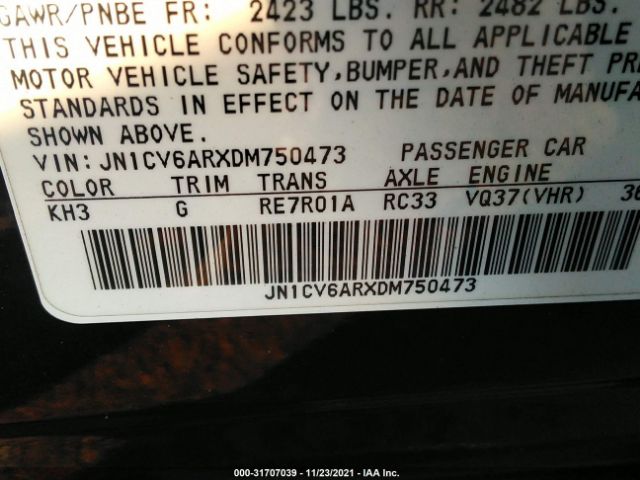 GAWR/PNBE FR: 2423 LBS. RR: 2482 LBS.
THIS VEHICLE CONFORMS TO ALL APPLICABLE
MOTOR VEHICLE SAFETY,BUMPER,AND THEFT PRE
STANDARDS IN EFFECT ON THE DATE OF MANUFA
SHOWN ABOVE.
VIN:JN1CV6ARXDM750473 PASSENGER CAR
COLOR TRIM TRANS AXLE ENGINE
KH3 G RE7R01A RC33 VQ37(VHR)
JN1CV6ARXDM750473
000-31707039 - 11/23/2021 - IAA Inc.